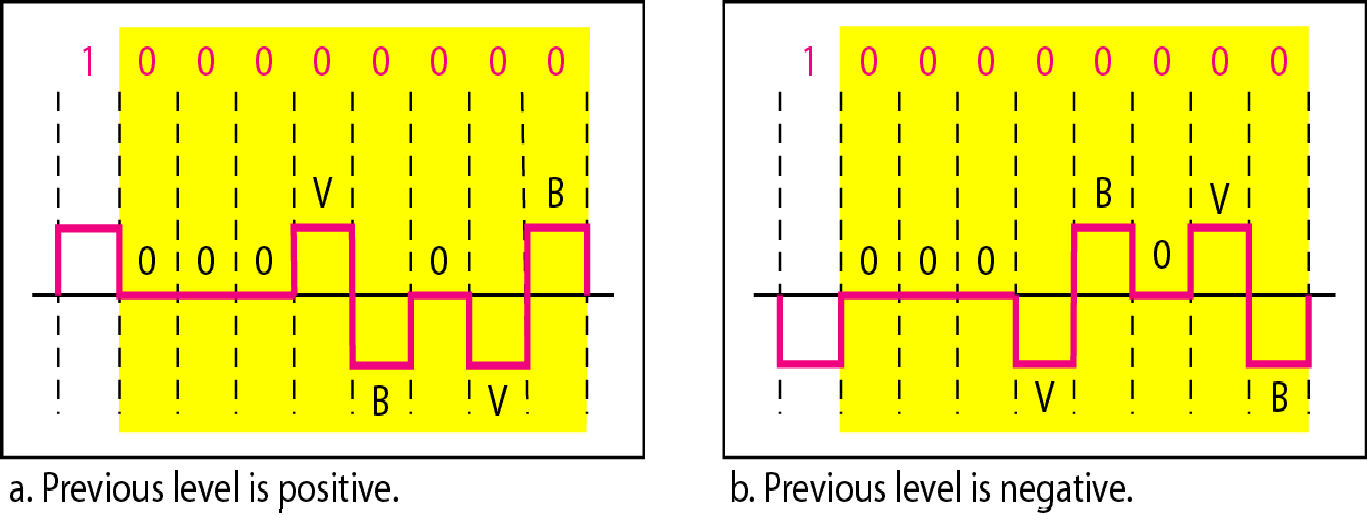 1 0 0 0 0 0 0 0 0
V B
0 0 0 0
B V
a. Previous level is positive.
1 0 0 0 0 0 0 0 0
B V
0 0 0 0
V B
b. Previous level is negative.